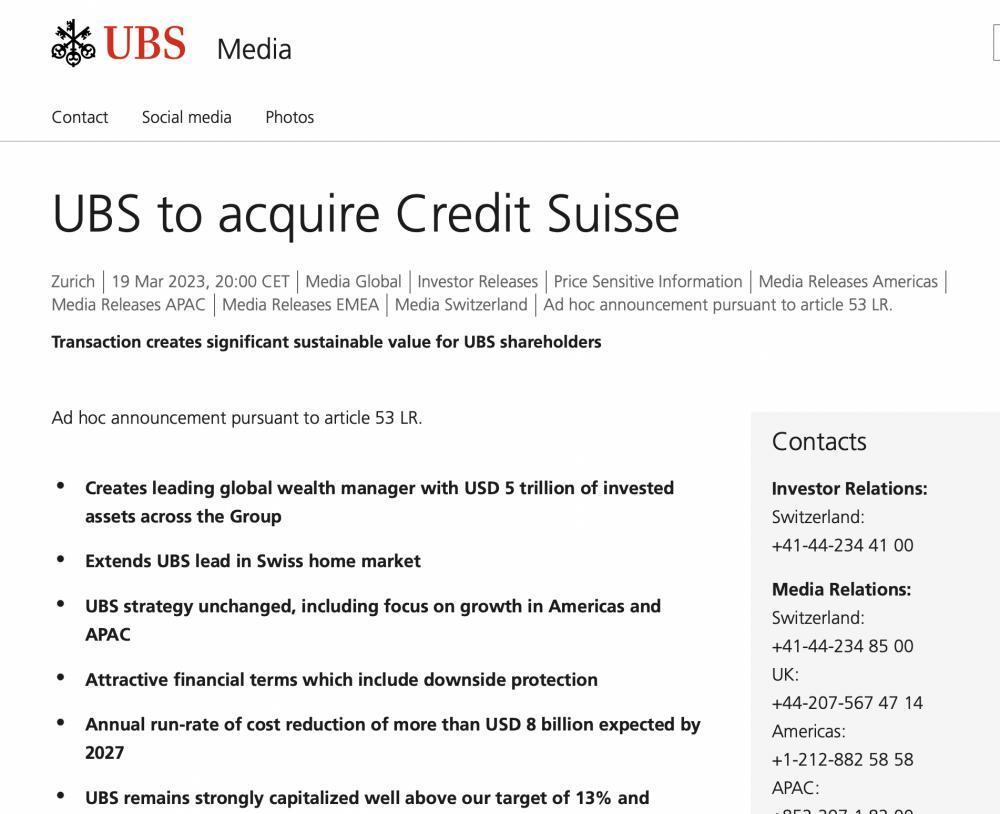 UBS Media
Contact Social media Photos
UBS to acquire Credit Suisse
Zurich | 19 Mar 2023, 20:00 CET | Media Global | Investor Releases | Price Sensitive Information | Media Releases Americas |
Media Releases APAC | Media Releases EMEA | Media Switzerland | Ad hoc announcement pursuant to article 53 LR.
Transaction creates significant sustainable value for UBS shareholders
Ad hoc announcement pursuant to article 53 LR.
• Creates leading global wealth manager with USD 5 trillion of invested
assets across the Group
• Extends UBS lead in Swiss home market
• UBS strategy unchanged, including focus on growth in Americas and
APAC
• Attractive financial terms which include downside protection
• Annual run-rate of cost reduction of more than USD 8 billion expected by
2027
• UBS remains strongly capitalized well above our target of 13% and
Contacts
Investor Relations:
Switzerland:
+41-44-234 41 00
Media Relations:
Switzerland:
+41-44-234 85 00
UK:
+44-207-567 47 14
Americas:
+1-212-882 58 58
APAC: